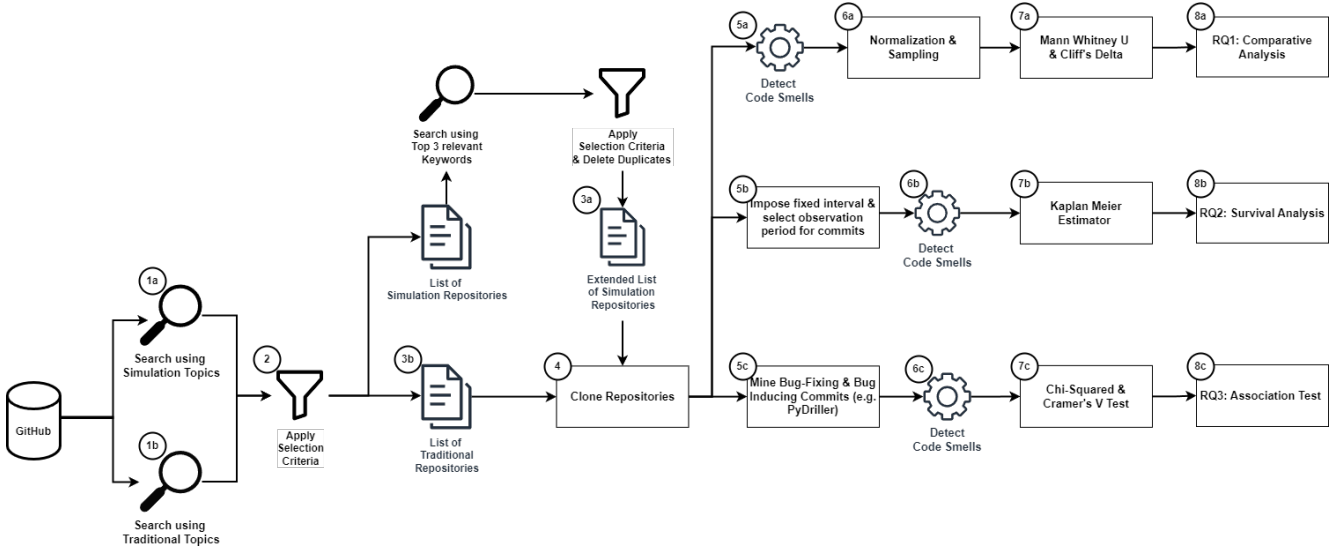 GitHub
1a
Search using
Simulation Topics
1b
Search using
Traditional Topics
2
Apply
Selection
Criteria
List of
Simulation Repositories
Search using
Top 3 relevant
Keywords
Apply
Selection Criteria
& Delete Duplicates
3a
Extended List
of Simulation
Repositories
3b
List of
Traditional
Repositories
4
Clone Repositories
5a
Detect
Code Smells
6a
Normalization &
Sampling
7a
Mann Whitney U
& Cliff's Delta
8a
RQ1: Comparative
Analysis
5b
Impose fixed interval &
select observation
period for commits
6b
Detect
Code Smells
7b
Kaplan Meier
Estimator
8b
RQ2: Survival Analysis
5c
Mine Bug-Fixing & Bug
Inducing Commits (e.g.
PyDriller)
6c
Detect
Code Smells
7c
Chi-Squared &
Cramer's V Test
8c
RQ3: Association Test